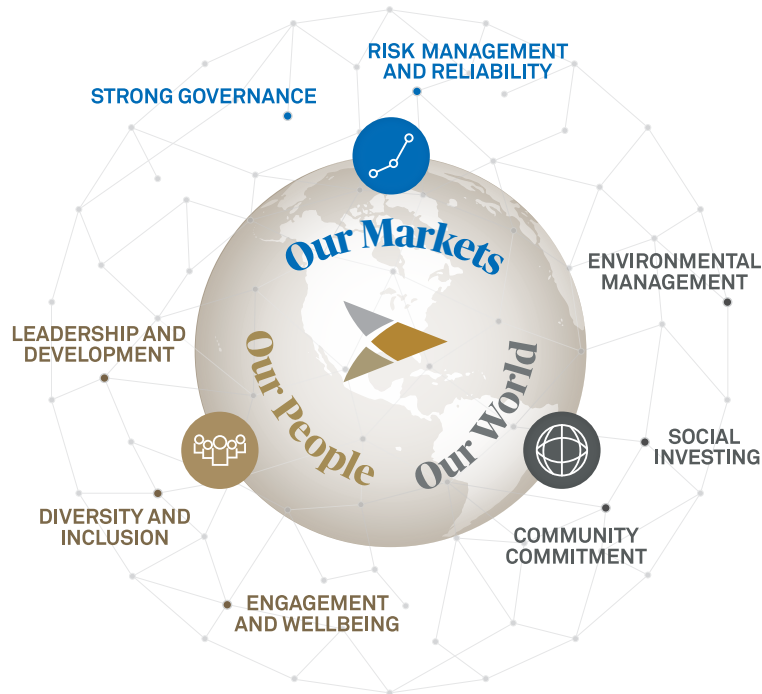 RISK MANAGEMENT
AND RELIABILITY
STRONG GOVERNANCE
Our Markets
ENVIRONMENTAL
MANAGEMENT
LEADERSHIP AND
DEVELOPMENT
Our People
Our World
SOCIAL
INVESTING
DIVERSITY AND
INCLUSION
COMMUNITY
COMMITMENT
ENGAGEMENT
AND WELLBEING